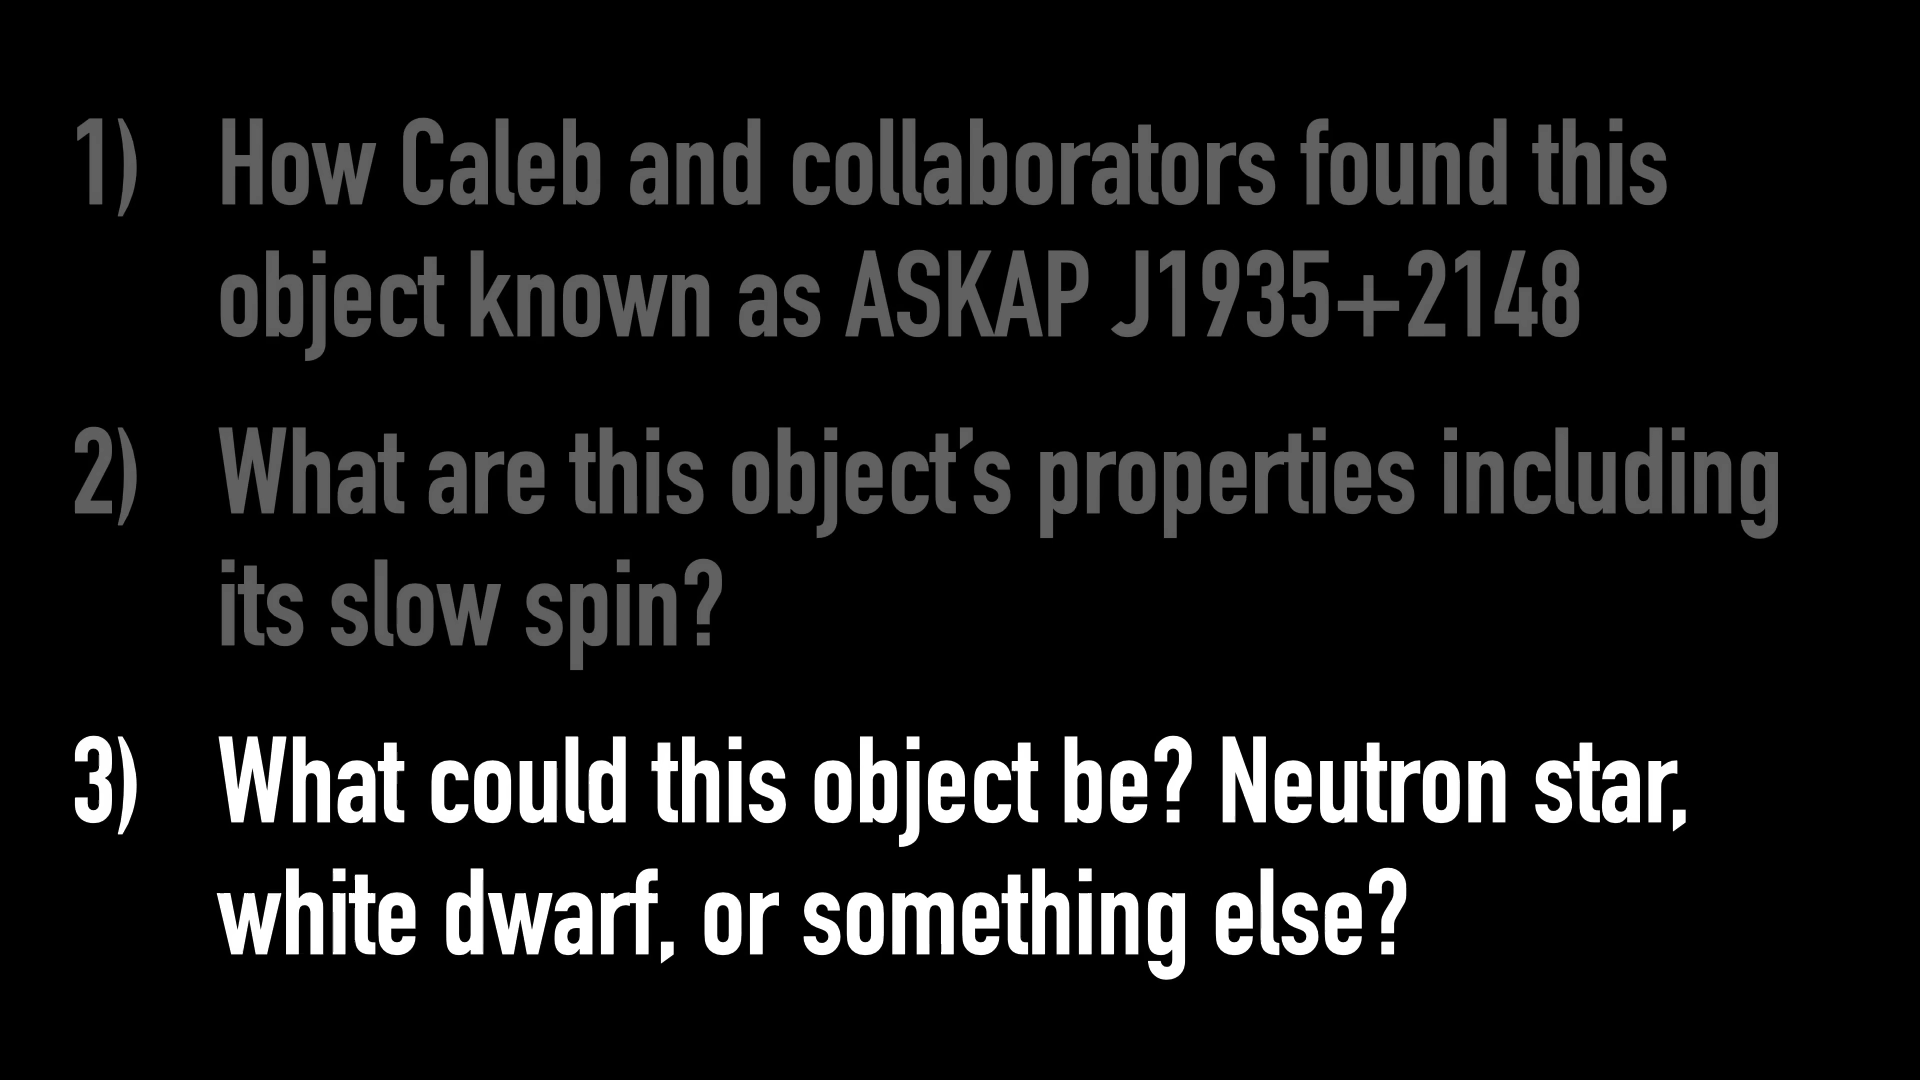 1) How Caleb and collaborators found this
object known as ASKAP J1935+2148
2) What are this object’s properties including
its slow spin?
3) What could this object be? Neutron star,
white dwarf, or something else?